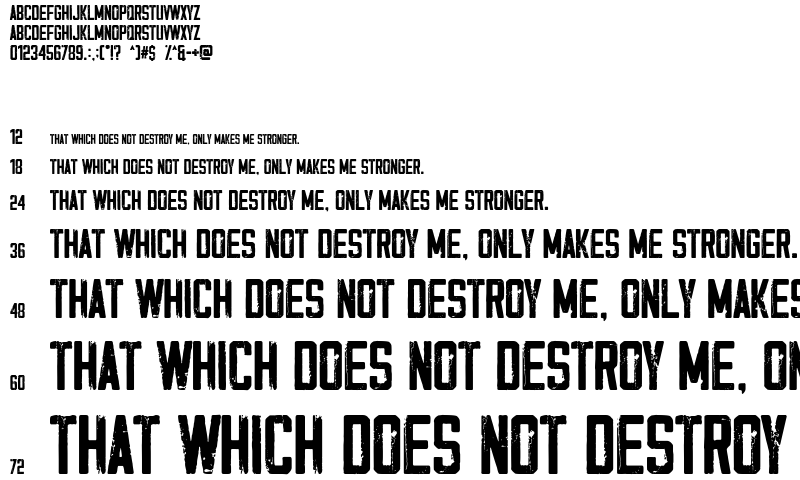 ABCDEFGHIJKLMNOPQRSTUVWXYZ
ABCDEFGHIJKLMNOPQRSTUVWXYZ
0123456789.:,;("!? ^)#$ %^&-+@
12 THAT WHICH DOES NOT DESTROY ME, ONLY MAKES ME STRONGER.
18 THAT WHICH DOES NOT DESTROY ME, ONLY MAKES ME STRONGER.
24 THAT WHICH DOES NOT DESTROY ME, ONLY MAKES ME STRONGER.
36 THAT WHICH DOES NOT DESTROY ME, ONLY MAKES ME STRONGER.
48 THAT WHICH DOES NOT DESTROY ME, ONLY MAKES
60 THAT WHICH DOES NOT DESTROY ME, ON
72 THAT WHICH DOES NOT DESTROY